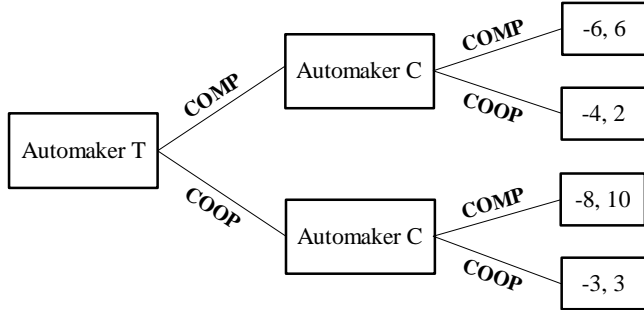 COMP
-6, 6
Automaker C
COMP
COOP
-4, 2
Automaker T
COOP
COMP
-8, 10
Automaker C
COOP
-3, 3